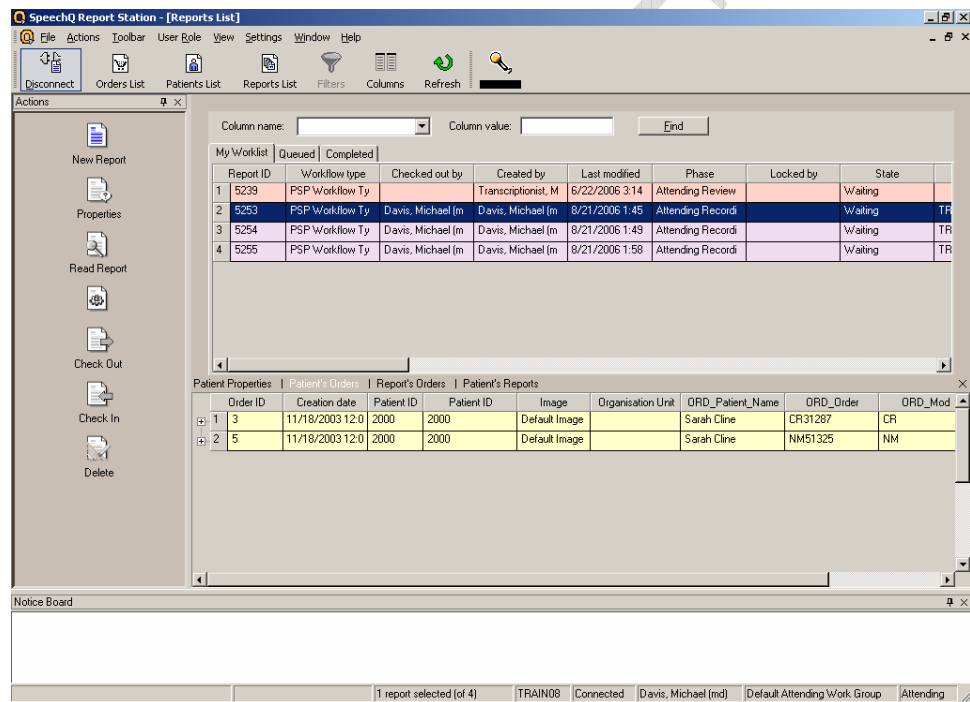 SpeechQ Report Station - [Reports List]
File Actions Toolbar User Role View Settings Window Help
Disconnect Orders List Patients List Reports List Filters Columns Refresh
Actions
New Report
Properties
Read Report
Check Out
Check In
Delete
Column name: Column value: Find
My Worklist Queued Completed
Report ID Workflow type Checked out by Created by Last modified Phase Locked by State
1 5239 PSP Workflow Ty Transcriptionist, M 6/22/2006 3:14 Attending Review Waiting
2 5253 PSP Workflow Ty Davis, Michael (m Davis, Michael (m 8/21/2006 1:45 Attending Recordi Waiting TR
3 5254 PSP Workflow Ty Davis, Michael (m Davis, Michael (m 8/21/2006 1:49 Attending Recordi Waiting TR
4 5255 PSP Workflow Ty Davis, Michael (m Davis, Michael (m 8/21/2006 1:58 Attending Recordi Waiting TR
Patient Properties | Patient's Orders | Report's Orders | Patient's Reports
Order ID Creation date Patient ID Patient ID Image Organisation Unit ORD_Patient_Name ORD_Order ORD_Mod
1 3 11/18/2003 12:0 2000 2000 Default Image Sarah Cline CR31287 CR
2 5 11/18/2003 12:0 2000 2000 Default Image Sarah Cline NM51325 NM
Notice Board
1 report selected (of 4) TRAIN08 Connected Davis, Michael (md) Default Attending Work Group Attending